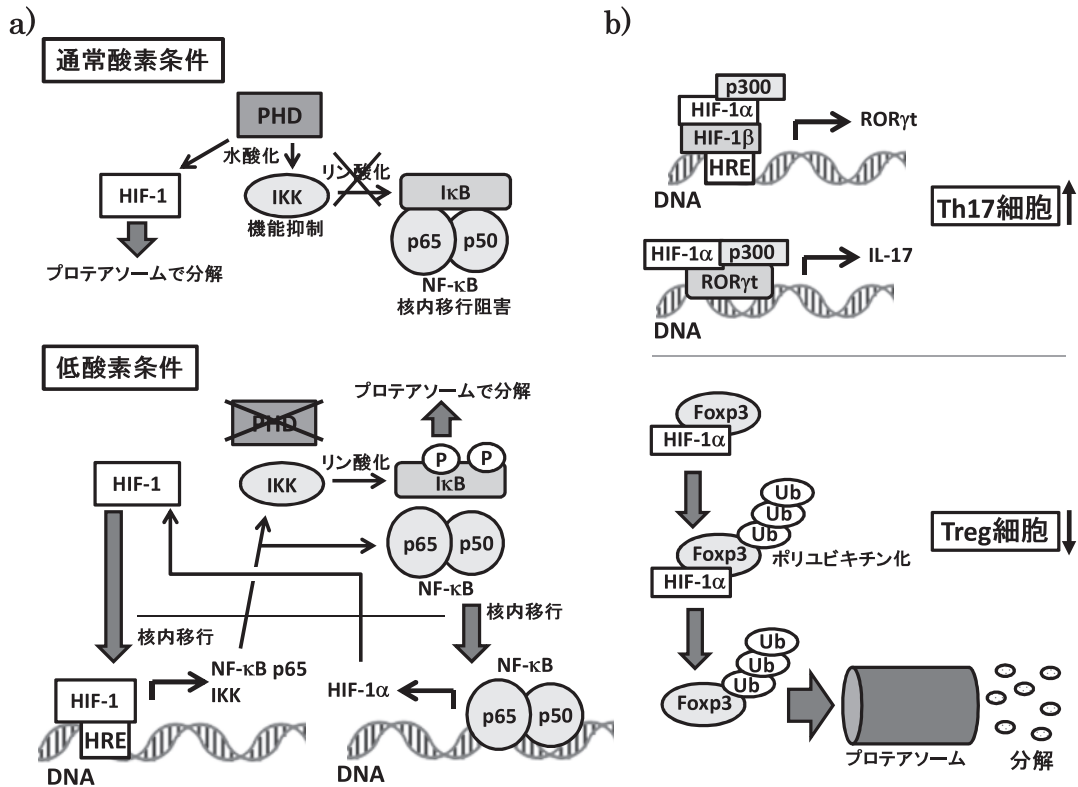 a)
通常酸素条件
PHD
水酸化
リン酸化
HIF-1
IKK
IκB
機能抑制
p65
p50
プロテアソームで分解
NF-κB
核内移行阻害
低酸素条件
プロテアソームで分解
PHD
リン酸化
P
P
HIF-1
IKK
IκB
p65
p50
NF-κB
核内移行
核内移行
NF-κB p65
IKK
NF-κB
HIF-1α
HIF-1
p65
p50
HRE
DNA
DNA
b)
p300
HIF-1α
RORγt
HIF-1β
HRE
DNA
Th17細胞
HIF-1α
p300
IL-17
RORγt
DNA
Foxp3
HIF-1α
Ub
Ub
Ub
Foxp3
ポリユビキチン化
HIF-1α
Treg細胞
Ub
Ub
Ub
Foxp3
プロテアソーム
分解